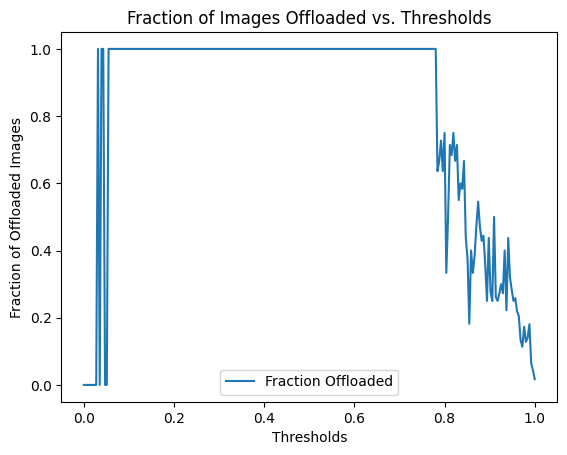 Fraction of Images Offloaded vs. Thresholds
1.0
0.8
0.6
0.4
0.2
0.0
Fraction of Offloaded Images
Fraction Offloaded
0.0 0.2 0.4 0.6 0.8 1.0
Thresholds